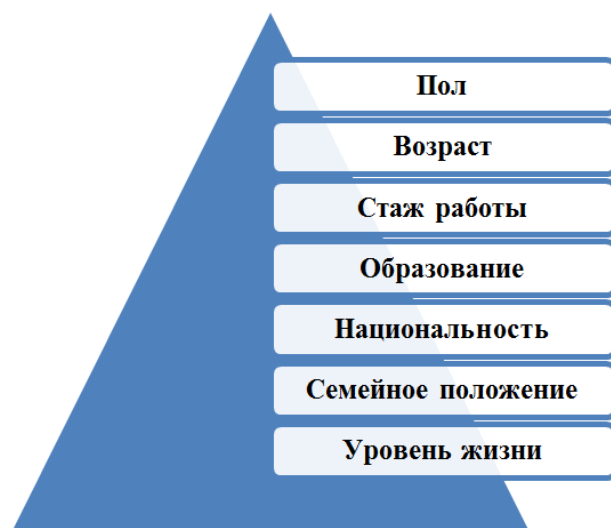 Пол
Возраст
Стаж работы
Образование
Национальность
Семейное положение
Уровень жизни